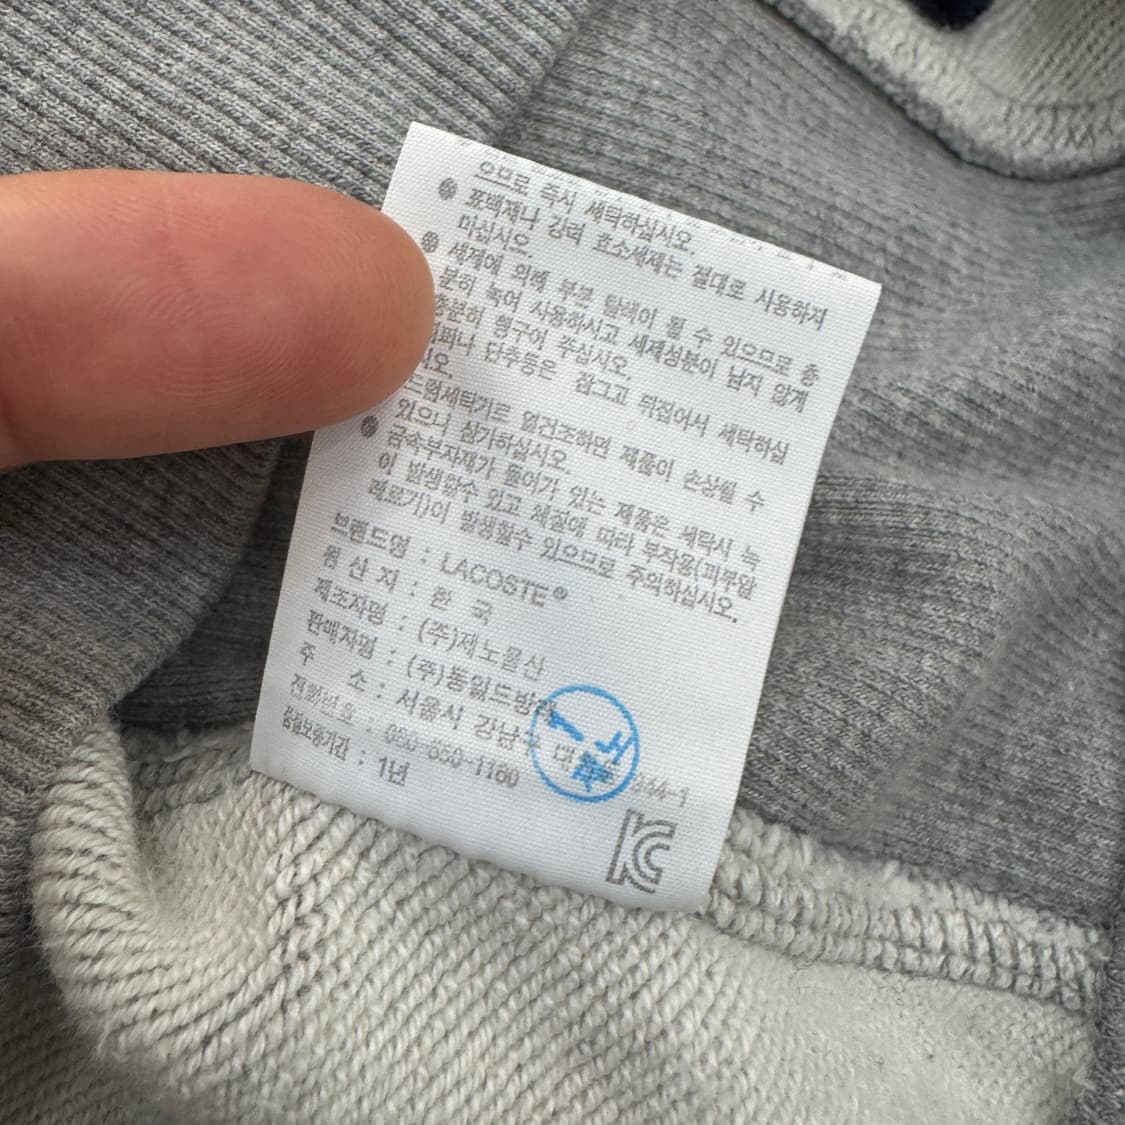 으므로 즉시 세탁하십시오.
※ 표백제나 강력 효소세제는 절대로 사용하지
마십시오.
※ 세제에 의해 부분 탈색이 될 수 있으므로 충
분히 녹여 사용하시고 세제성분이 남지 않게
충분히 헹구어 주십시오.
지퍼나 단추등은 잠그고 뒤집어서 세탁하십
시오.
드럼세탁기로 열건조하면 제품이 손상될 수
있으니 삼가하십시오.
※ 금속부자재가 들어가 있는 제품은 세탁시 녹
이 발생할수 있고 체질에 따라 부작용(피부알
레르기)이 발생할수 있으므로 주의하십시오.
브랜드명 : LACOSTE®
원 산 지 : 한 국
제조자명 : (주)제노물산
판매자명 : (주)동일드방레
주 소 : 서울시 강남구 대치동 944-1
전화번호 : 080-850-1160
품질보증기간 : 1년
KC